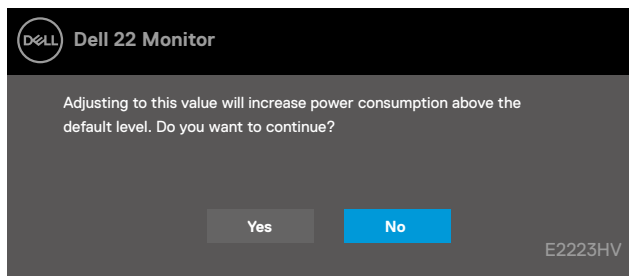 DELL Dell 22 Monitor
Adjusting to this value will increase power consumption above the
default level. Do you want to continue?
Yes No
E2223HV